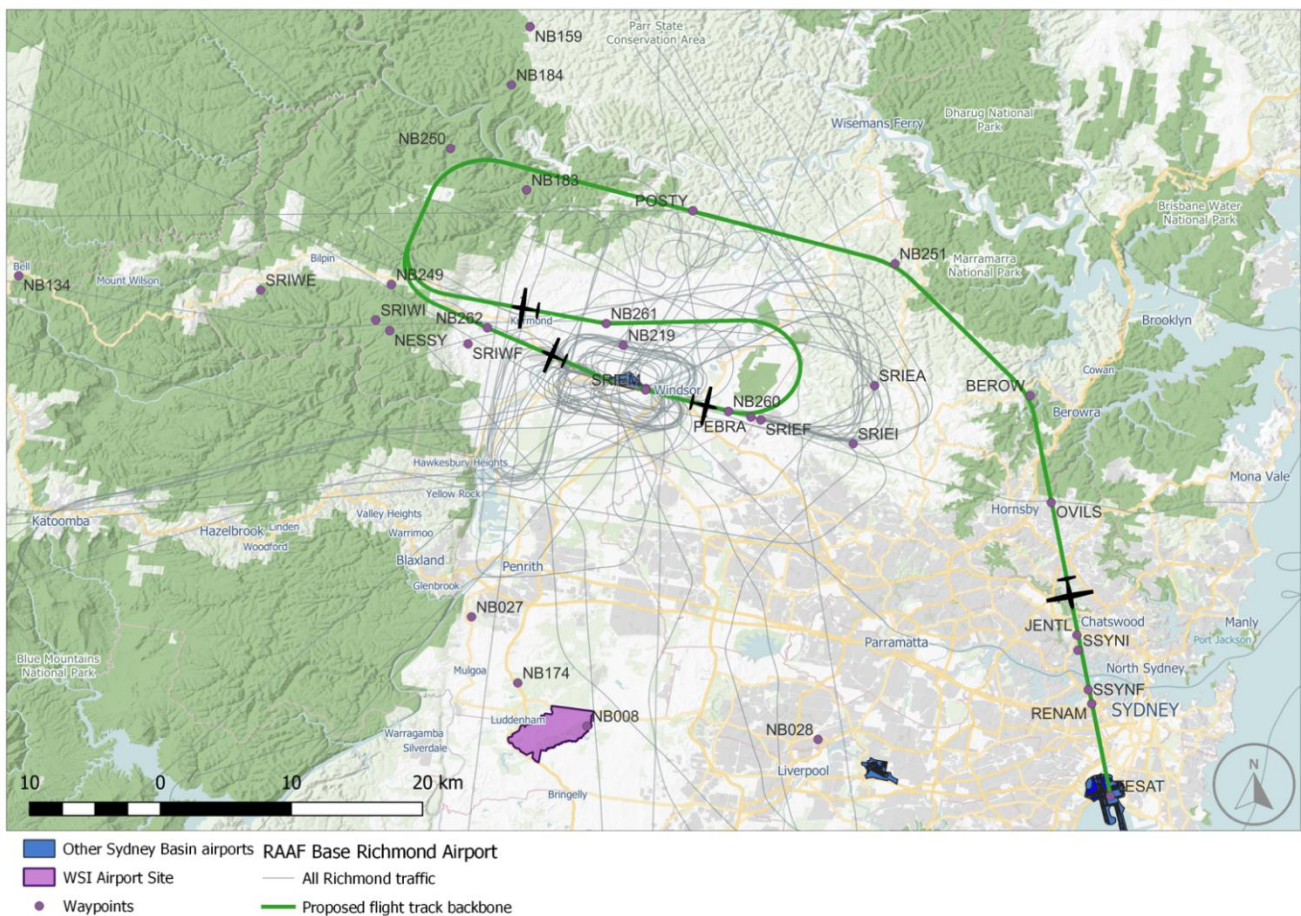 NB159
Parr State
Conservation Area
NB184
Wisemans Ferry
Dharug National
Park
NB250
NB183
POSTY
Brisbane Water
National Park
NB251
Marramarra
National Park
Bell
Mount Wilson
Bilpin
NB134
SRIWE
NB249
SRIWI
NESSY
NB262
SRIWF
Kurmond
NB261
NB219
Brooklyn
Cowan
SRIEM
Windsor
SRIEA
BEROW
Berowra
NB260
PEBRA
SRIEF
SRIEI
Hawkesbury Heights
Yellow Rock
Mona Vale
Katoomba
Hazelbrook
Linden
Woodford
Valley Heights
Warrimoo
Blaxland
Glenbrook
Penrith
Hornsby
OVILS
NB027
JENTL
Chatswood
Manly
SSYNI
Port Jackson
Parramatta
North Sydney
Blue Mountains
National Park
Mulgoa
NB174
SSYNF
RENAM
SYDNEY
Luddenham
NB008
Warragamba
Silverdale
NB028
Liverpool
Bringelly
TESAT
N
10 0 10 20 km
Other Sydney Basin airports
WSI Airport Site
Waypoints
RAAF Base Richmond Airport
All Richmond traffic
Proposed flight track backbone